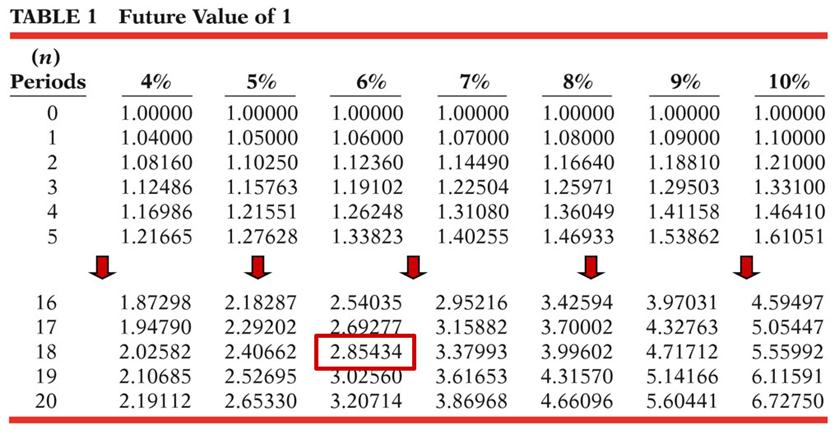 TABLE 1 Future Value of 1
(n)
Periods 4% 5% 6% 7% 8% 9% 10%
0 1.00000 1.00000 1.00000 1.00000 1.00000 1.00000 1.00000
1 1.04000 1.05000 1.06000 1.07000 1.08000 1.09000 1.10000
2 1.08160 1.10250 1.12360 1.14490 1.16640 1.18810 1.21000
3 1.12486 1.15763 1.19102 1.22504 1.25971 1.29503 1.33100
4 1.16986 1.21551 1.26248 1.31080 1.36049 1.41158 1.46410
5 1.21665 1.27628 1.33823 1.40255 1.46933 1.53862 1.61051
16 1.87298 2.18287 2.54035 2.95216 3.42594 3.97031 4.59497
17 1.94790 2.29202 2.69277 3.15882 3.70002 4.32763 5.05447
18 2.02582 2.40662 2.85434 3.37993 3.99602 4.71712 5.55992
19 2.10685 2.52695 3.02560 3.61653 4.31570 5.14166 6.11591
20 2.19112 2.65330 3.20714 3.86968 4.66096 5.60441 6.72750